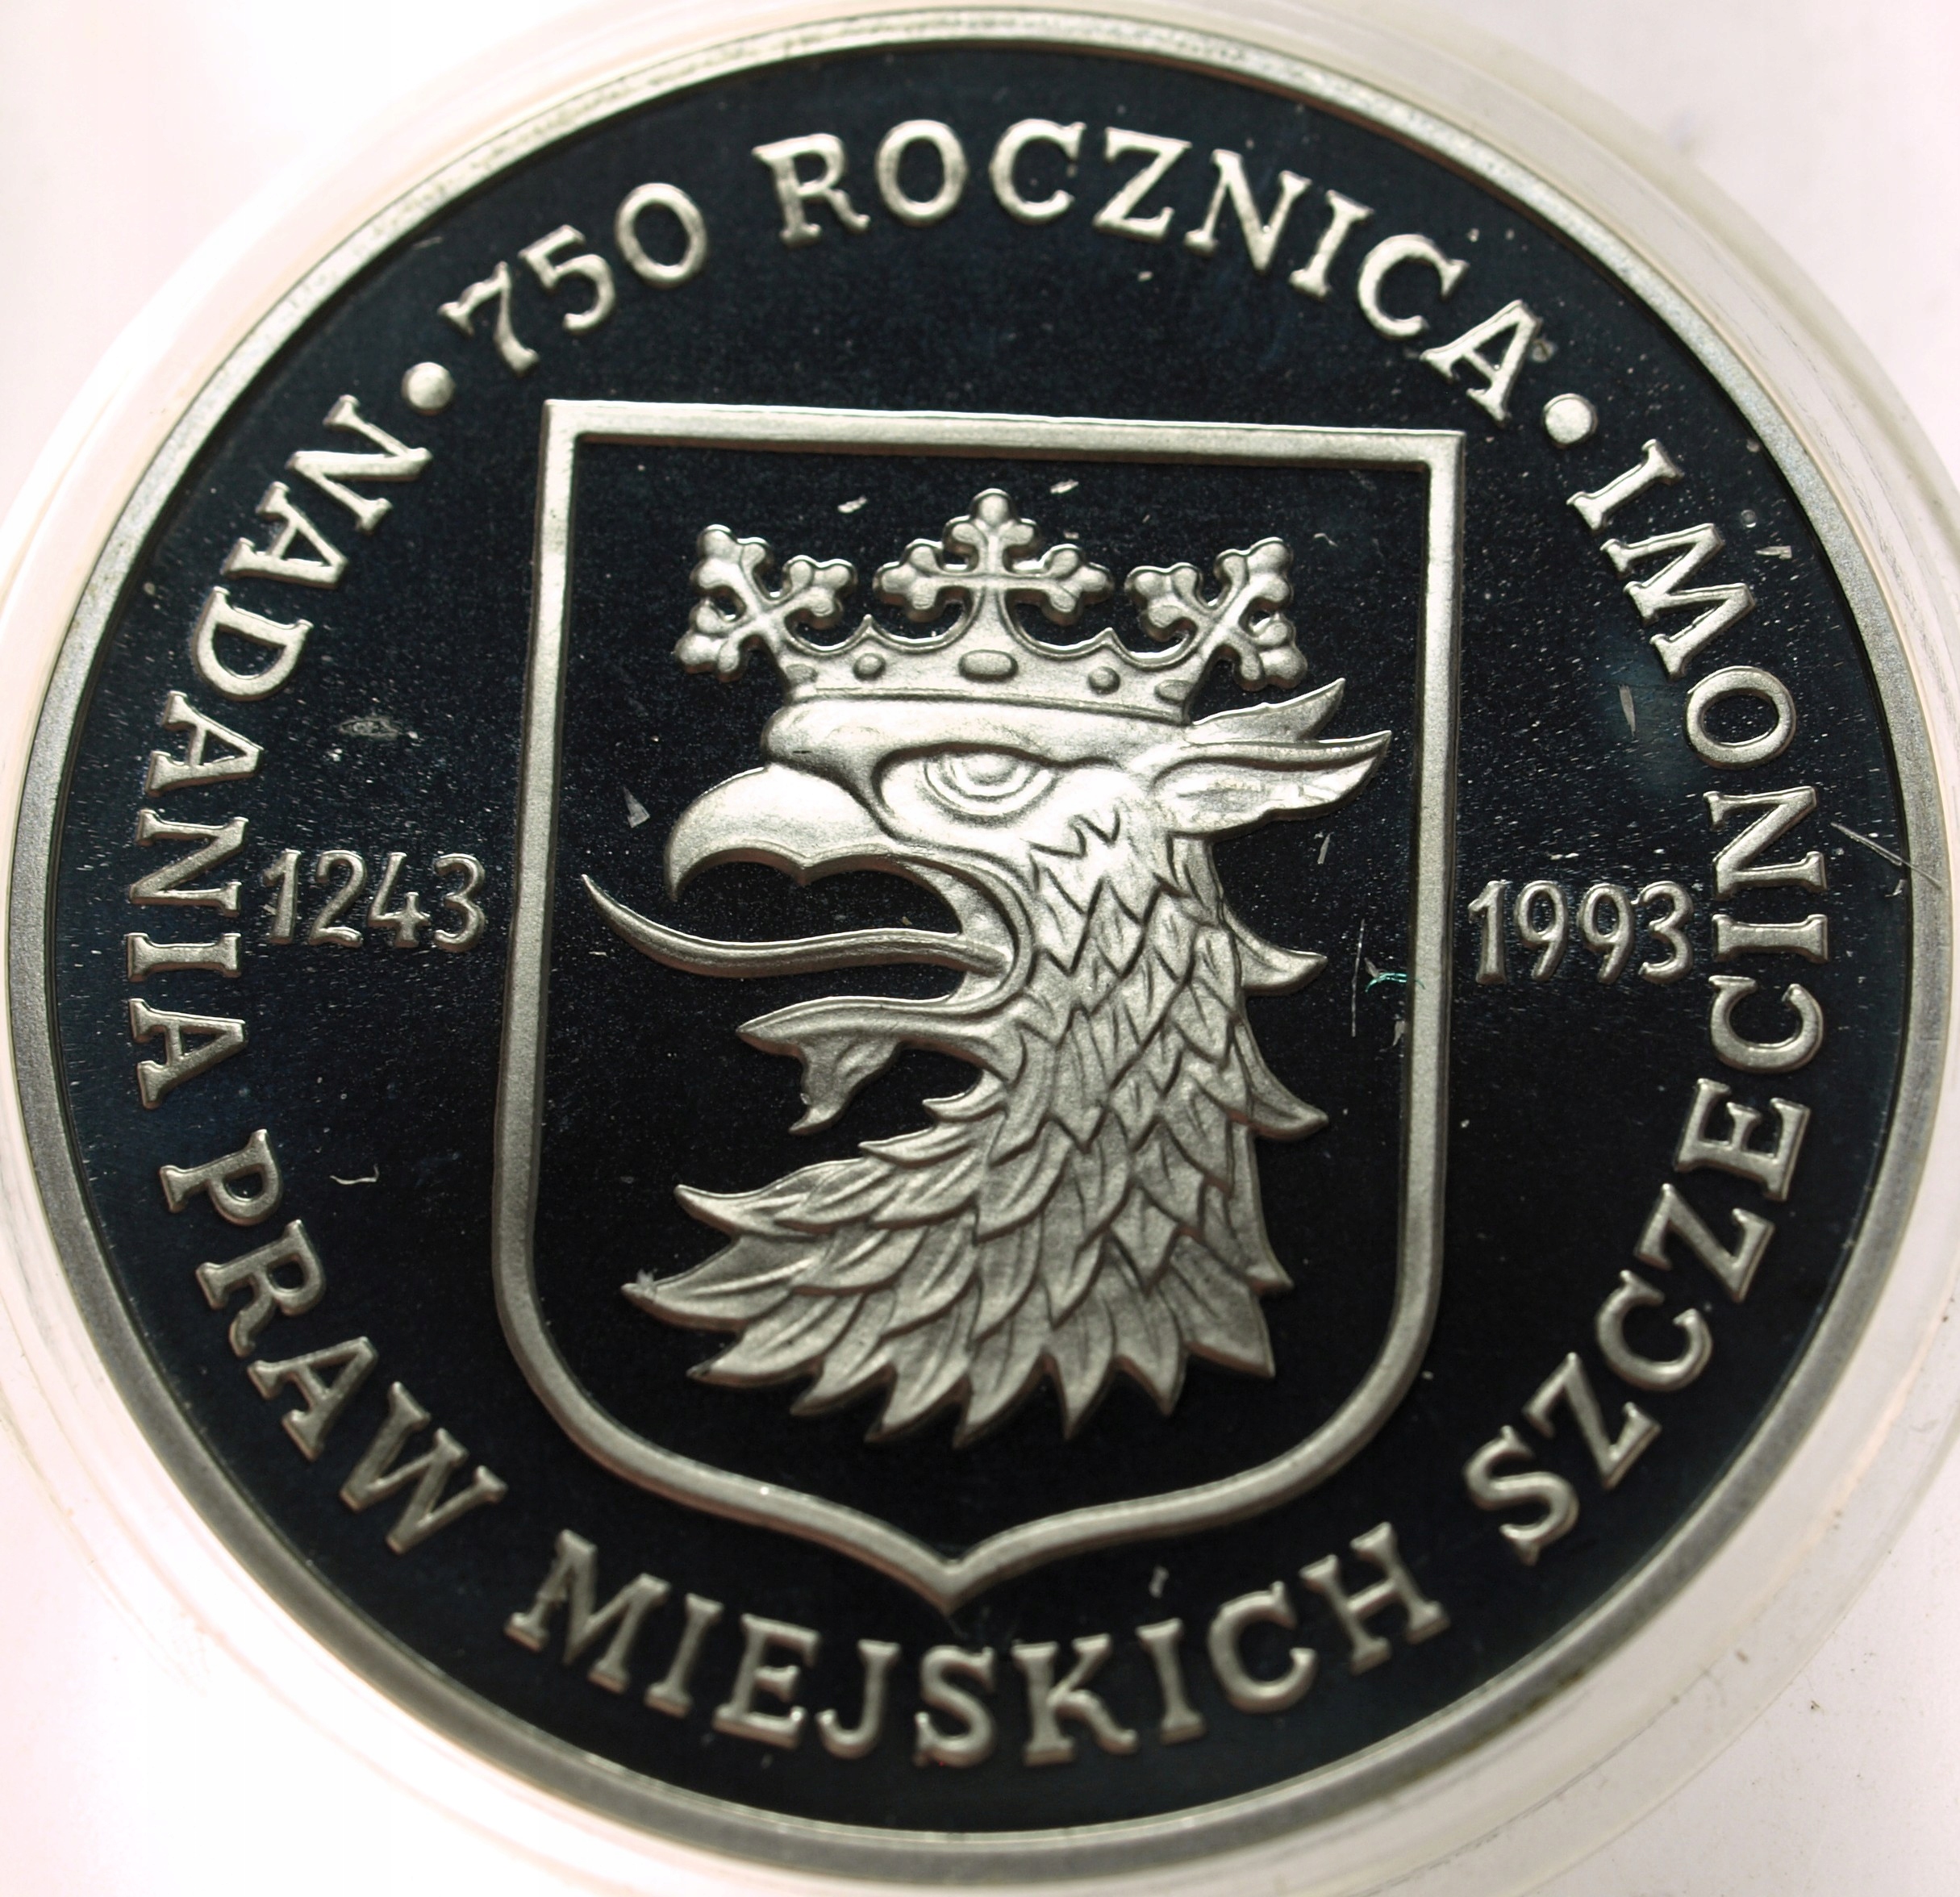 • 750 ROCZNICA •
NADANIA PRAW MIEJSKICH SZCZECINOWI
1243
1993